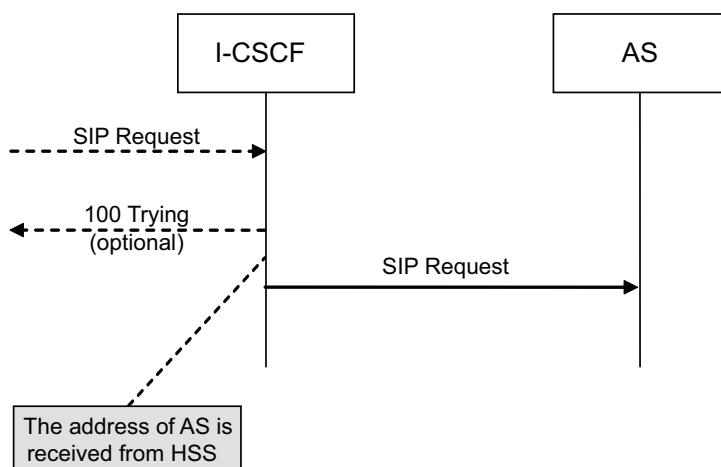 I-CSCF
AS
SIP Request
100 Trying
(optional)
SIP Request
The address of AS is
received from HSS